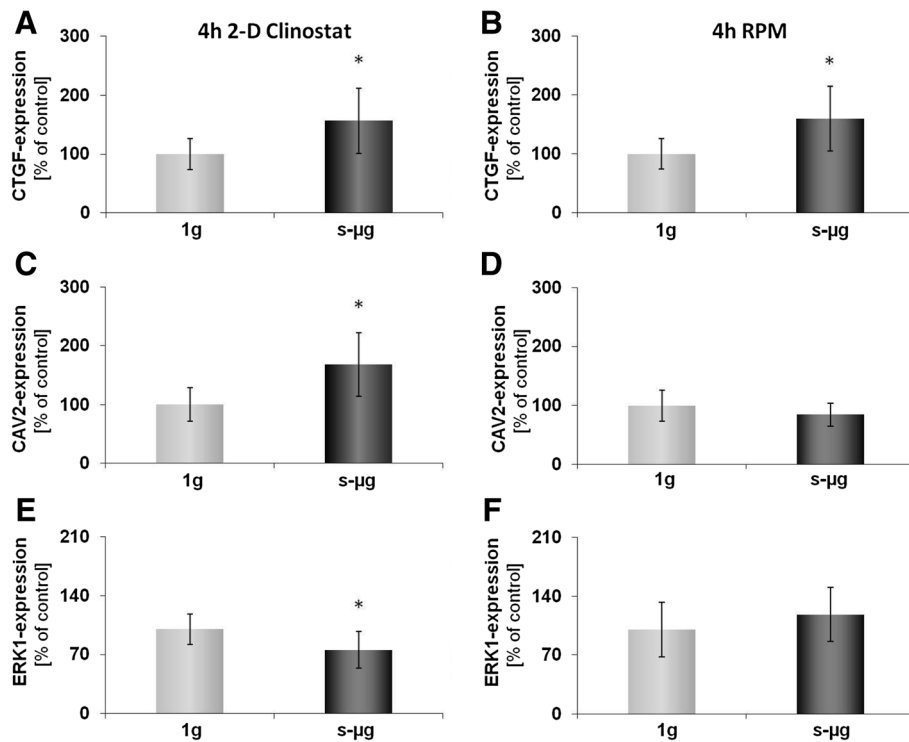 A
4h 2-D Clinostat
CTGF-expression
[% of control]
300
200
100
0
*
1g
s-µg
B
4h RPM
CTGF-expression
[% of control]
300
200
100
0
*
1g
s-µg
C
CAV2-expression
[% of control]
300
200
100
0
*
1g
s-µg
D
CAV2-expression
[% of control]
300
200
100
0
1g
s-µg
E
ERK1-expression
[% of control]
210
140
70
0
*
1g
s-µg
F
ERK1-expression
[% of control]
210
140
70
0
1g
s-µg